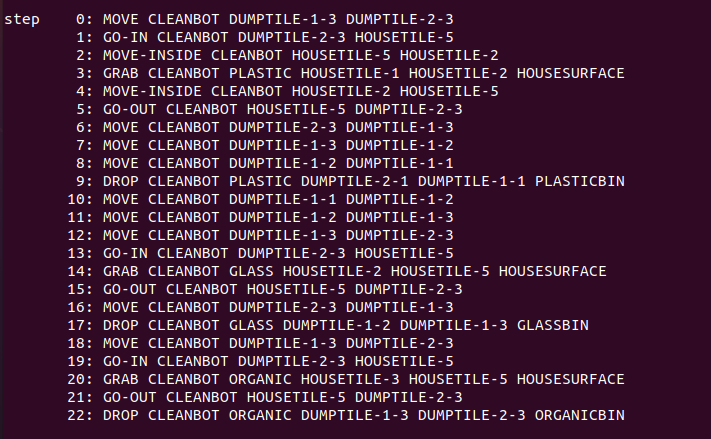 step 0: MOVE CLEANBOT DUMPTILE-1-3 DUMPTILE-2-3
1: GO-IN CLEANBOT DUMPTILE-2-3 HOUSETILE-5
2: MOVE-INSIDE CLEANBOT HOUSETILE-5 HOUSETILE-2
3: GRAB CLEANBOT PLASTIC HOUSETILE-1 HOUSETILE-2 HOUSESURFACE
4: MOVE-INSIDE CLEANBOT HOUSETILE-2 HOUSETILE-5
5: GO-OUT CLEANBOT HOUSETILE-5 DUMPTILE-2-3
6: MOVE CLEANBOT DUMPTILE-2-3 DUMPTILE-1-3
7: MOVE CLEANBOT DUMPTILE-1-3 DUMPTILE-1-2
8: MOVE CLEANBOT DUMPTILE-1-2 DUMPTILE-1-1
9: DROP CLEANBOT PLASTIC DUMPTILE-2-1 DUMPTILE-1-1 PLASTICBIN
10: MOVE CLEANBOT DUMPTILE-1-1 DUMPTILE-1-2
11: MOVE CLEANBOT DUMPTILE-1-2 DUMPTILE-1-3
12: MOVE CLEANBOT DUMPTILE-1-3 DUMPTILE-2-3
13: GO-IN CLEANBOT DUMPTILE-2-3 HOUSETILE-5
14: GRAB CLEANBOT GLASS HOUSETILE-2 HOUSETILE-5 HOUSESURFACE
15: GO-OUT CLEANBOT HOUSETILE-5 DUMPTILE-2-3
16: MOVE CLEANBOT DUMPTILE-2-3 DUMPTILE-1-3
17: DROP CLEANBOT GLASS DUMPTILE-1-2 DUMPTILE-1-3 GLASSBIN
18: MOVE CLEANBOT DUMPTILE-1-3 DUMPTILE-2-3
19: GO-IN CLEANBOT DUMPTILE-2-3 HOUSETILE-5
20: GRAB CLEANBOT ORGANIC HOUSETILE-3 HOUSETILE-5 HOUSESURFACE
21: GO-OUT CLEANBOT HOUSETILE-5 DUMPTILE-2-3
22: DROP CLEANBOT ORGANIC DUMPTILE-1-3 DUMPTILE-2-3 ORGANICBIN